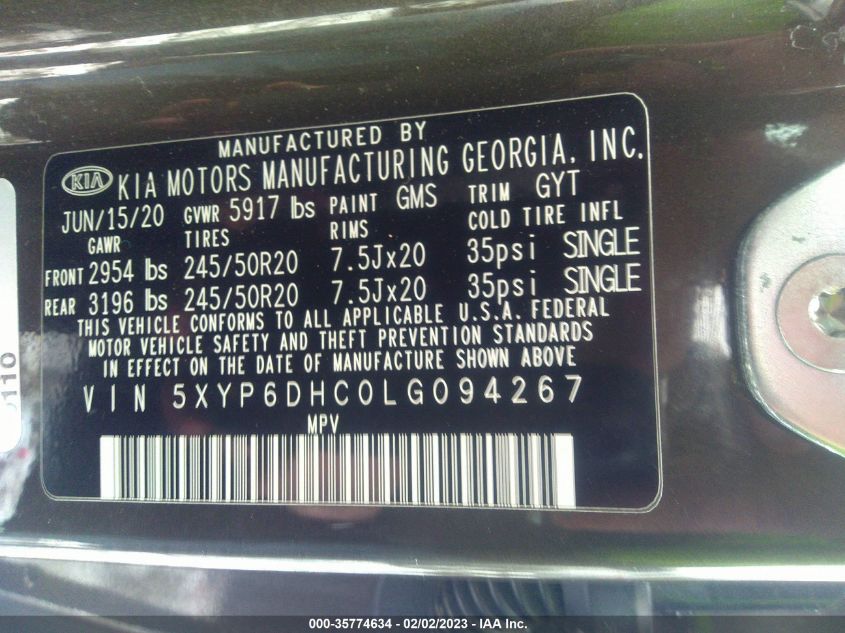 MANUFACTURED BY
KIA KIA MOTORS MANUFACTURING GEORGIA, INC.
JUN/15/20 GVWR 5917 lbs PAINT GMS TRIM GYT
GAWR TIRES RIMS COLD TIRE INFL
FRONT 2954 lbs 245/50R20 7.5Jx20 35psi SINGLE
REAR 3196 lbs 245/50R20 7.5Jx20 35psi SINGLE
THIS VEHICLE CONFORMS TO ALL APPLICABLE U.S.A. FEDERAL
MOTOR VEHICLE SAFETY AND THEFT PREVENTION STANDARDS
IN EFFECT ON THE DATE OF MANUFACTURE SHOWN ABOVE
VIN 5XYP6DHC0LG094267
MPV
000-35774634 - 02/02/2023 - IAA Inc.